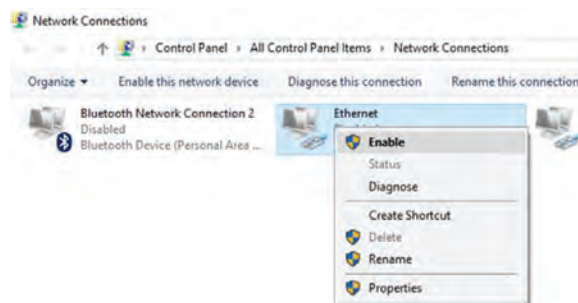 Network Connections
Control Panel › All Control Panel Items › Network Connections
Organize Enable this network device Diagnose this connection Rename this connection
Bluetooth Network Connection 2
Disabled
Bluetooth Device (Personal Area ...
Ethernet
Enable
Status
Diagnose
Create Shortcut
Delete
Rename
Properties